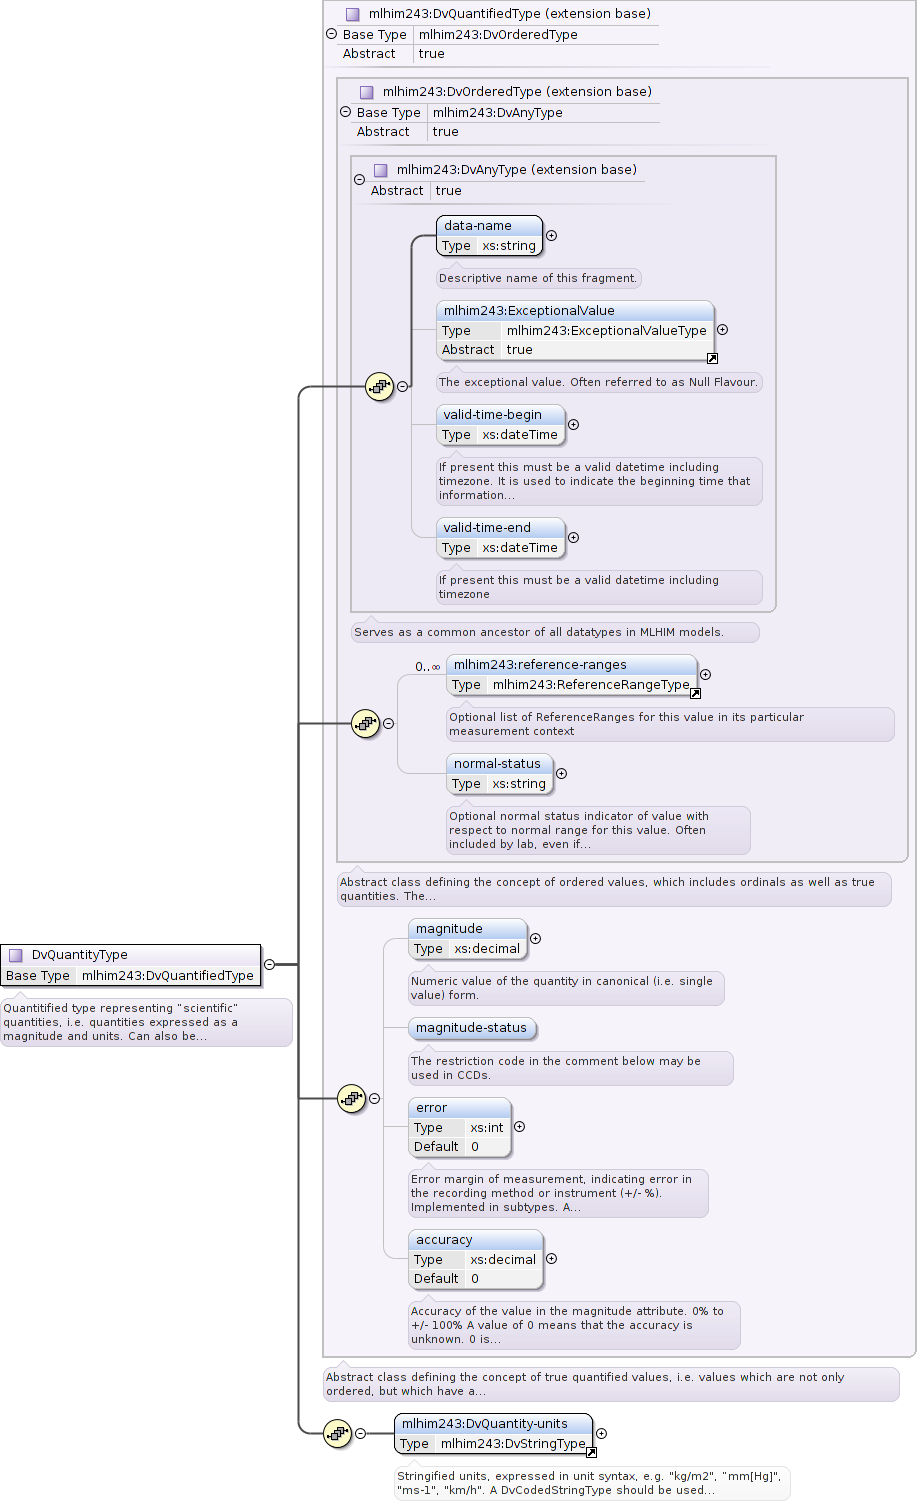 mlhim243:DvQuantifiedType (extension base)
Base Type mlhim243:DvOrderedType
Abstract true
mlhim243:DvOrderedType (extension base)
Base Type mlhim243:DvAnyType
Abstract true
mlhim243:DvAnyType (extension base)
Abstract true
data-name
Type xs:string
Descriptive name of this fragment.
mlhim243:ExceptionalValue
Type mlhim243:ExceptionalValueType
Abstract true
The exceptional value. Often referred to as Null Flavour.
valid-time-begin
Type xs:dateTime
If present this must be a valid datetime including
timezone. It is used to indicate the beginning time that
information...
valid-time-end
Type xs:dateTime
If present this must be a valid datetime including
timezone
Serves as a common ancestor of all datatypes in MLHIM models.
0..∞
mlhim243:reference-ranges
Type mlhim243:ReferenceRangeType
Optional list of ReferenceRanges for this value in its particular
measurement context
normal-status
Type xs:string
Optional normal status indicator of value with
respect to normal range for this value. Often
included by lab, even if...
Abstract class defining the concept of ordered values, which includes ordinals as well as true
quantities. The...
magnitude
Type xs:decimal
Numeric value of the quantity in canonical (i.e. single
value) form.
magnitude-status
The restriction code in the comment below may be
used in CCDs.
error
Type xs:int
Default 0
Error margin of measurement, indicating error in
the recording method or instrument (+/- %).
Implemented in subtypes. A...
accuracy
Type xs:decimal
Default 0
Accuracy of the value in the magnitude attribute. 0% to
+/- 100% A value of 0 means that the accuracy is
unknown. 0 is...
Abstract class defining the concept of true quantified values, i.e. values which are not only
ordered, but which have a...
DvQuantityType
Base Type mlhim243:DvQuantifiedType
Quantitified type representing "scientific"
quantities, i.e. quantities expressed as a
magnitude and units. Can also be...
mlhim243:DvQuantity-units
Type mlhim243:DvStringType
Stringified units, expressed in unit syntax, e.g. "kg/m2", "mm[Hg]",
"ms-1", "km/h". A DvCodedStringType should be used...